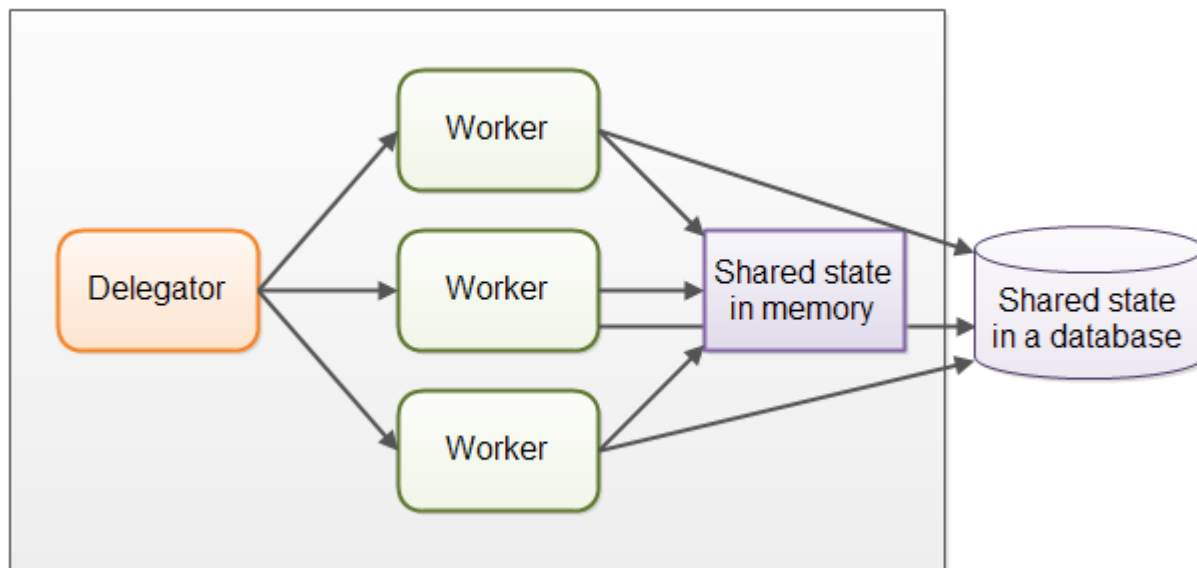 Worker
Delegator
Worker
Shared state
in memory
Shared state
in a database
Worker